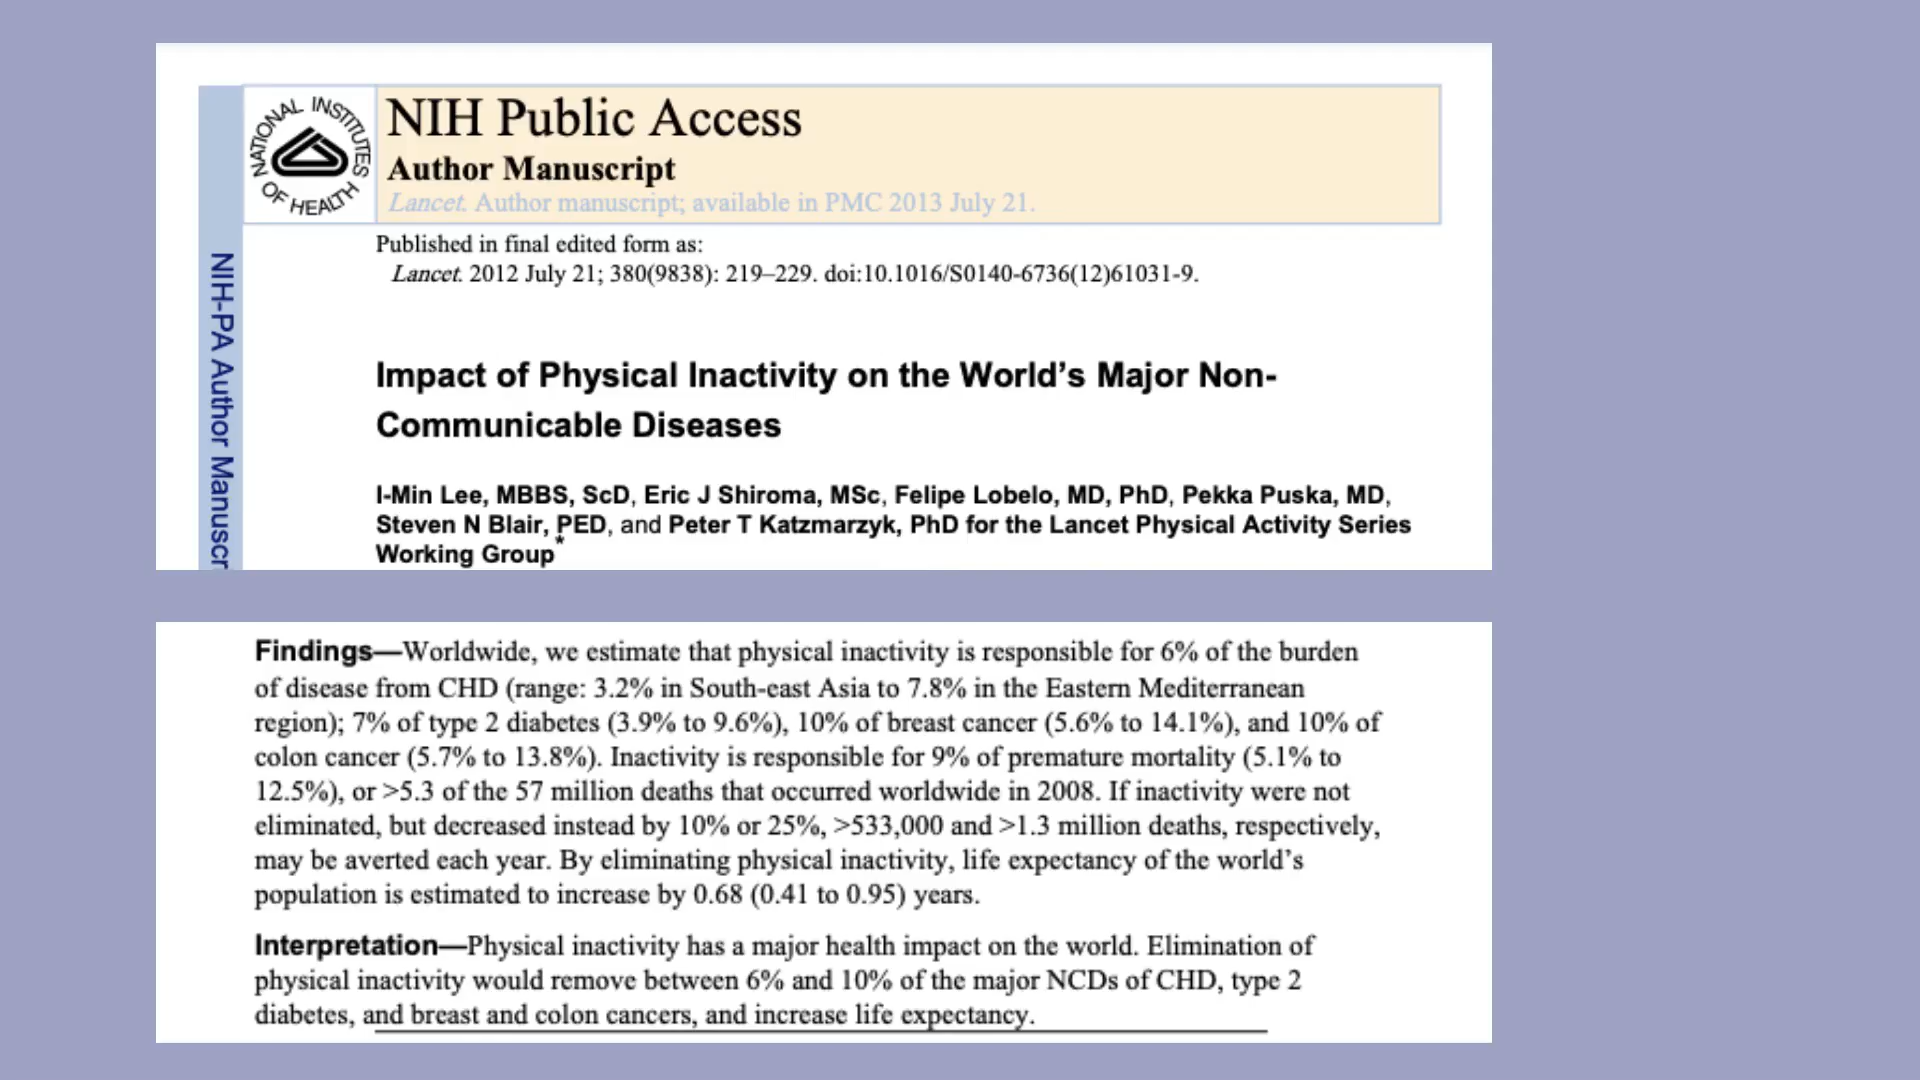 NATIONAL INSTITUTES OF HEALTH
NIH Public Access
Author Manuscript
Lancet. Author manuscript; available in PMC 2013 July 21.
NIH-PA Author Manuscr
Published in final edited form as:
Lancet. 2012 July 21; 380(9838): 219–229. doi:10.1016/S0140-6736(12)61031-9.
Impact of Physical Inactivity on the World’s Major Non-
Communicable Diseases
I-Min Lee, MBBS, ScD, Eric J Shiroma, MSc, Felipe Lobelo, MD, PhD, Pekka Puska, MD,
Steven N Blair, PED, and Peter T Katzmarzyk, PhD for the Lancet Physical Activity Series
Working Group*
Findings—Worldwide, we estimate that physical inactivity is responsible for 6% of the burden
of disease from CHD (range: 3.2% in South-east Asia to 7.8% in the Eastern Mediterranean
region); 7% of type 2 diabetes (3.9% to 9.6%), 10% of breast cancer (5.6% to 14.1%), and 10% of
colon cancer (5.7% to 13.8%). Inactivity is responsible for 9% of premature mortality (5.1% to
12.5%), or >5.3 of the 57 million deaths that occurred worldwide in 2008. If inactivity were not
eliminated, but decreased instead by 10% or 25%, >533,000 and >1.3 million deaths, respectively,
may be averted each year. By eliminating physical inactivity, life expectancy of the world’s
population is estimated to increase by 0.68 (0.41 to 0.95) years.
Interpretation—Physical inactivity has a major health impact on the world. Elimination of
physical inactivity would remove between 6% and 10% of the major NCDs of CHD, type 2
diabetes, and breast and colon cancers, and increase life expectancy.